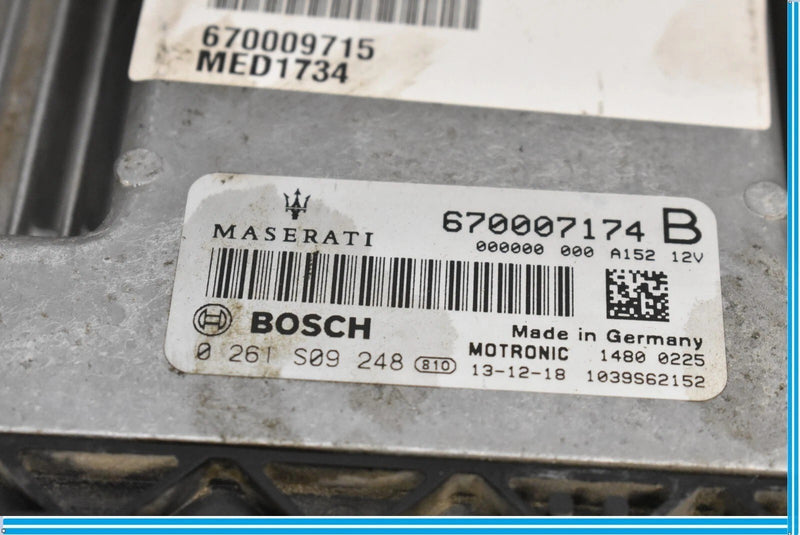 670009715
MED1734
MASERATI
670007174 B
000000 000 A152 12V
BOSCH
Made in Germany
0 261 S09 248 810
MOTRONIC 1480 0225
13-12-18 1039S62152